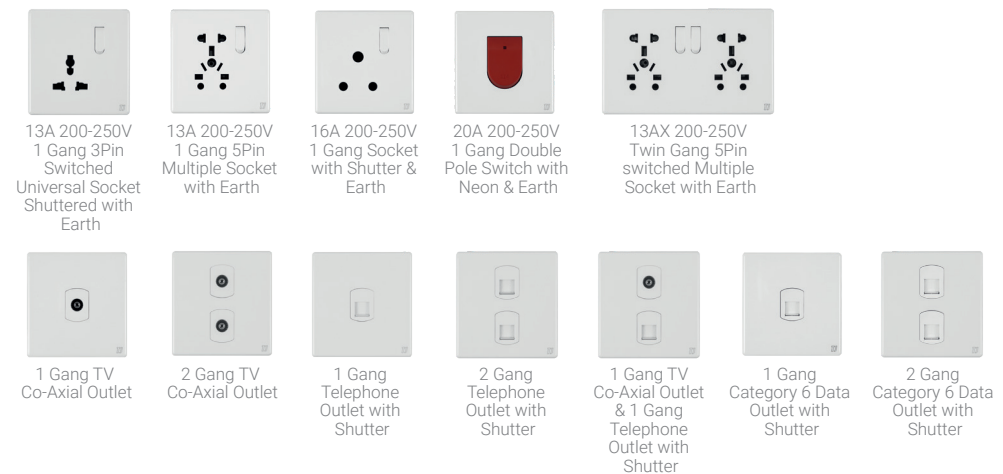 13A 200-250V
1 Gang 3Pin
Switched
Universal Socket
Shuttered with
Earth
13A 200-250V
1 Gang 5Pin
Multiple Socket
with Earth
16A 200-250V
1 Gang Socket
with Shutter &
Earth
20A 200-250V
1 Gang Double
Pole Switch with
Neon & Earth
13AX 200-250V
Twin Gang 5Pin
switched Multiple
Socket with Earth
1 Gang TV
Co-Axial Outlet
2 Gang TV
Co-Axial Outlet
1 Gang
Telephone
Outlet with
Shutter
2 Gang
Telephone
Outlet with
Shutter
1 Gang TV
Co-Axial Outlet
& 1 Gang
Telephone
Outlet with
Shutter
1 Gang
Category 6 Data
Outlet with
Shutter
2 Gang
Category 6 Data
Outlet with
Shutter